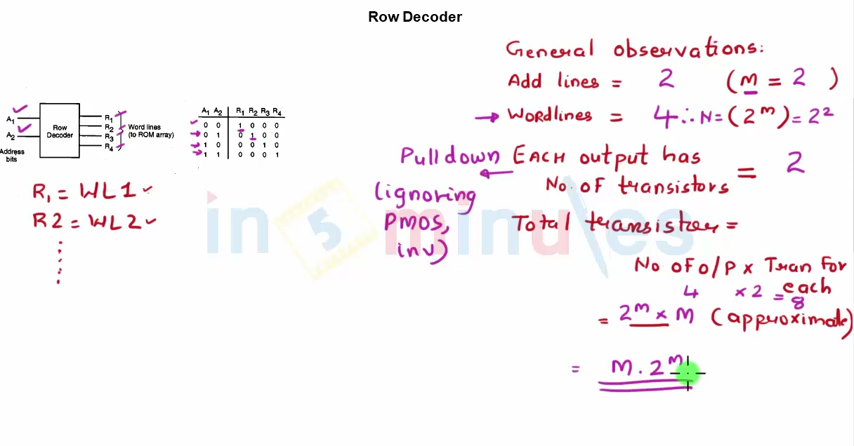 Row Decoder
General observations:
Add lines = 2 (M = 2 )
→ WORDlines = 4 ∴ N = (2^m) = 2^2
Pulldown EACH output has
No. OF transistors = 2
(ignoring
PMOS,
inv)
Total transistor =
No OF O/P x Tran For
each
4 x 2 = 8
= 2^m x M (approximate)
= M . 2^m
A1
A2
Address
bits
Row
Decoder
R1
R2
R3
R4
Word lines
(to ROM array)
A1 A2 R1 R2 R3 R4
0 0 1 0 0 0
0 1 0 1 0 0
1 0 0 0 1 0
1 1 0 0 0 1
R1 = WL1
R2 = WL2
in 5 minutes